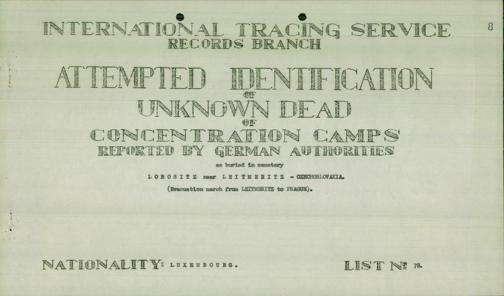 8
INTERNATIONAL TRACING SERVICE
RECORDS BRANCH
ATTEMPTED IDENTIFICATION
OF
UNKNOWN DEAD
OF
CONCENTRATION CAMPS
REPORTED BY GERMAN AUTHORITIES
as buried in cemetery
LOBOSITZ near LEITMERITZ - CZECHOSLOVAKIA.
(Evacuation march from LEITMERITZ to PRAGUE).
NATIONALITY: LUXEMBOURG.
LIST Nº 78.